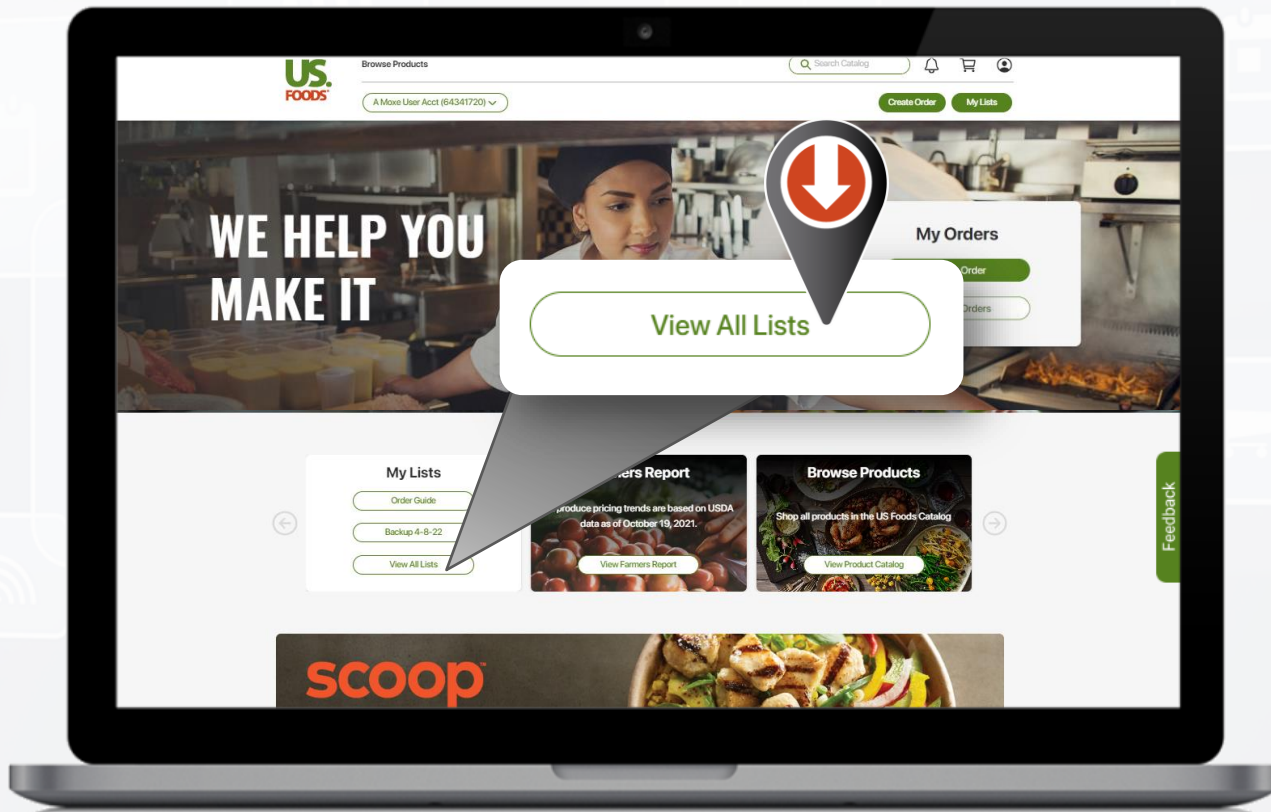 US.
FOODS
Browse Products
Search Catalog
A Moxe User Acct (64341720)
Create Order
My Lists
WE HELP YOU
MAKE IT
My Orders
Order
Orders
View All Lists
My Lists
Order Guide
Backup 4-8-22
View All Lists
Report
produce pricing trends are based on USDA
data as of October 19, 2021.
View Farmers Report
Browse Products
Shop all products in the US Foods Catalog
View Product Catalog
Feedback
scoop